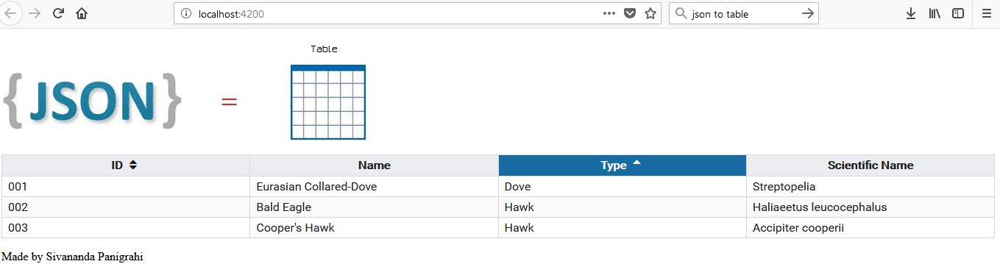 localhost:4200
json to table
Table
{JSON} =
ID Name Type Scientific Name
001 Eurasian Collared-Dove Dove Streptopelia
002 Bald Eagle Hawk Haliaeetus leucocephalus
003 Cooper's Hawk Hawk Accipiter cooperii
Made by Sivananda Panigrahi